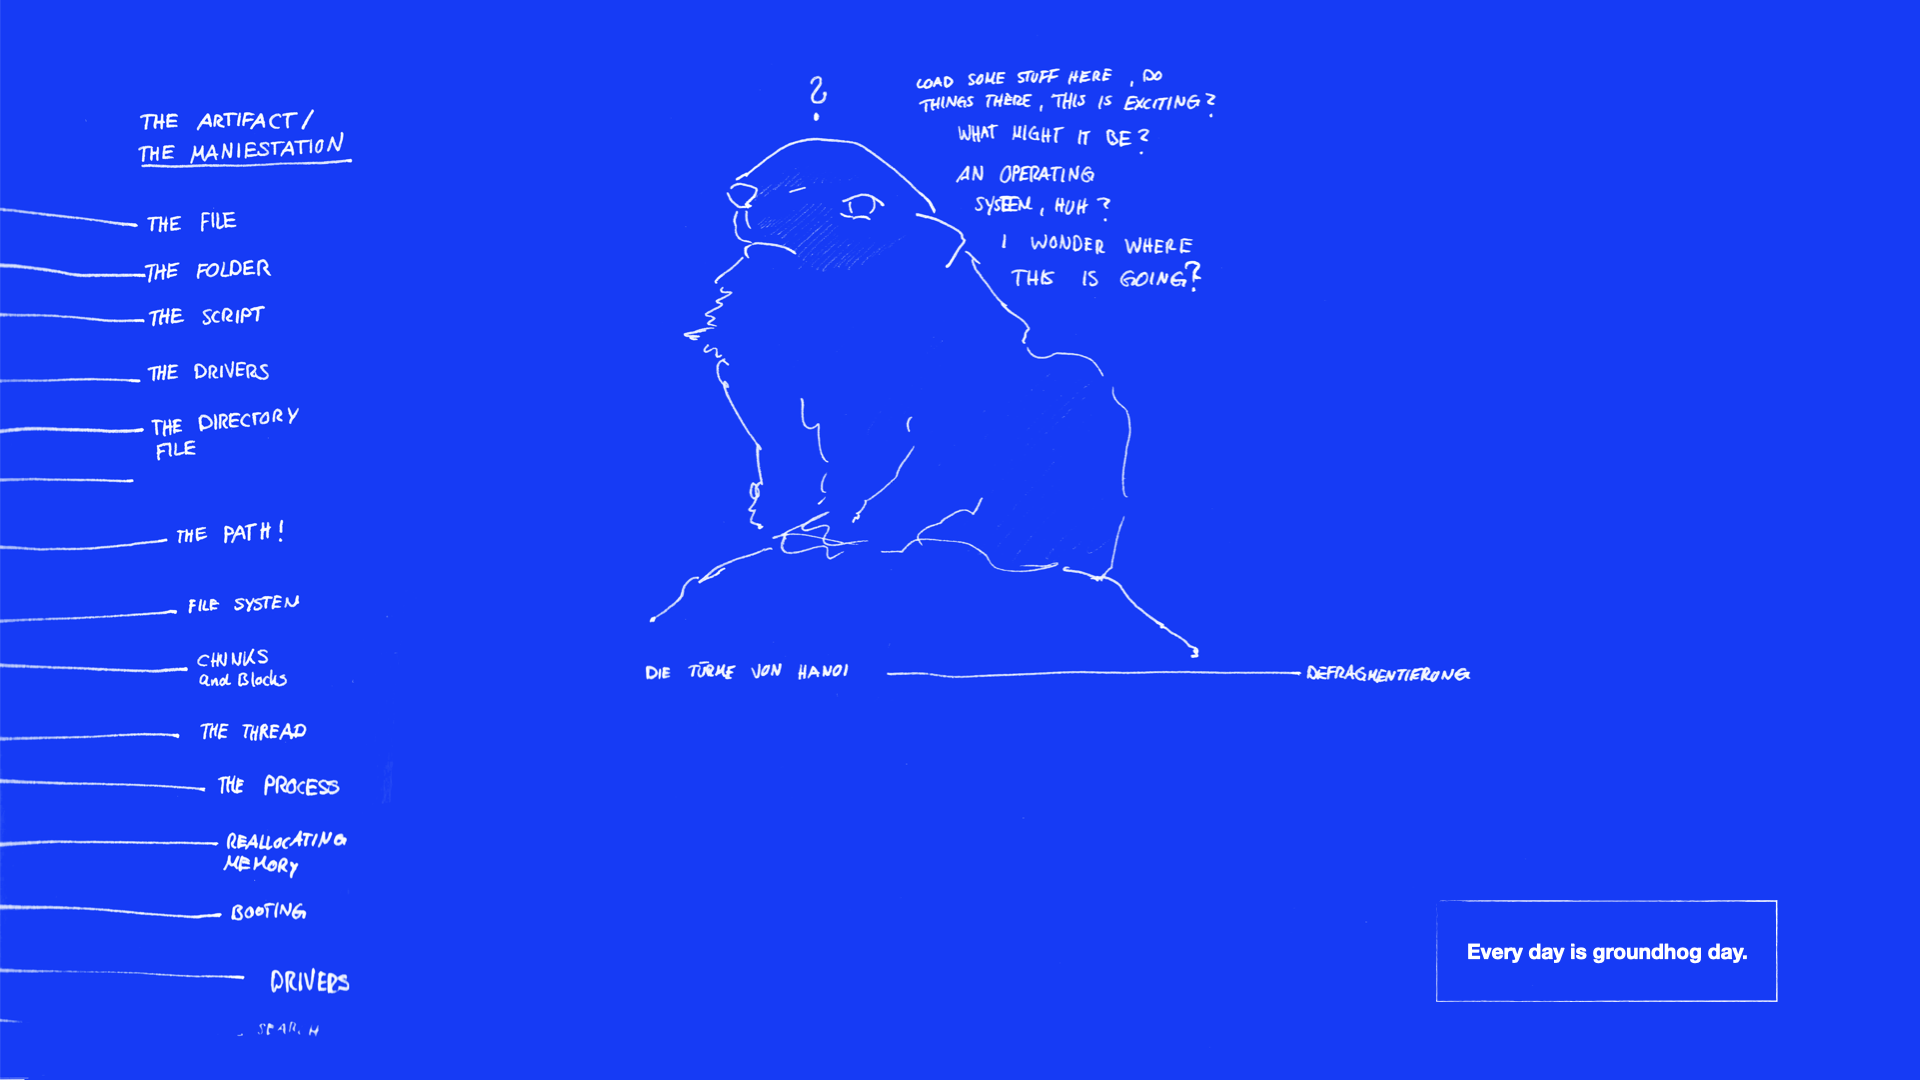 THE ARTIFACT/
THE MANIESTATION
THE FILE
THE FOLDER
THE SCRIPT
THE DRIVERS
THE DIRECTORY
FILE
THE PATH!
FILE SYSTEM
CHUNKS
and Blocks
THE THREAD
THE PROCESS
REALLOCATING
MEMORY
BOOTING
DRIVERS
SEARCH
?
LOAD SOME STUFF HERE, DO
THINGS THERE, THIS IS EXCITING?
WHAT MIGHT IT BE?
AN OPERATING
SYSTEM, HUH?
I WONDER WHERE
THIS IS GOING?
DIE TÜRME VON HANOI
DEFRAGMENTIERUNG
Every day is groundhog day.